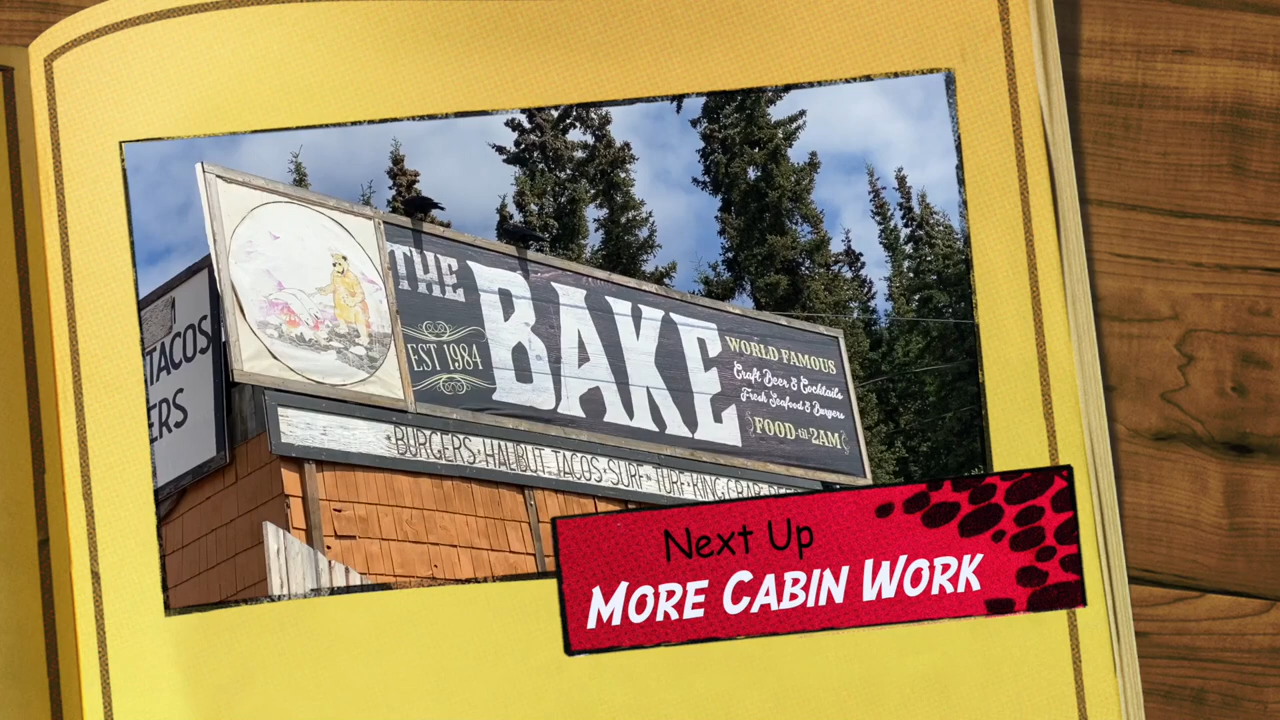 TACOS
ERS
THE
BAKE
EST 1984
WORLD FAMOUS
Craft Beer & Cocktails
Fresh Seafood & Burgers
FOOD til 2AM
BURGERS·HALIBUT TACOS·SURF N TURF·KING CRAB
Next Up
MORE CABIN WORK